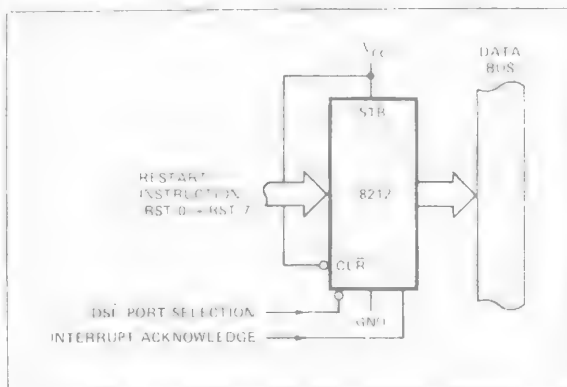 VCC
DATA
BUS
STB
RESTART
INSTRUCTION
RST 0 - RST 7
8212
CLR
DS1 PORT SELECTION
GND
INTERRUPT ACKNOWLEDGE